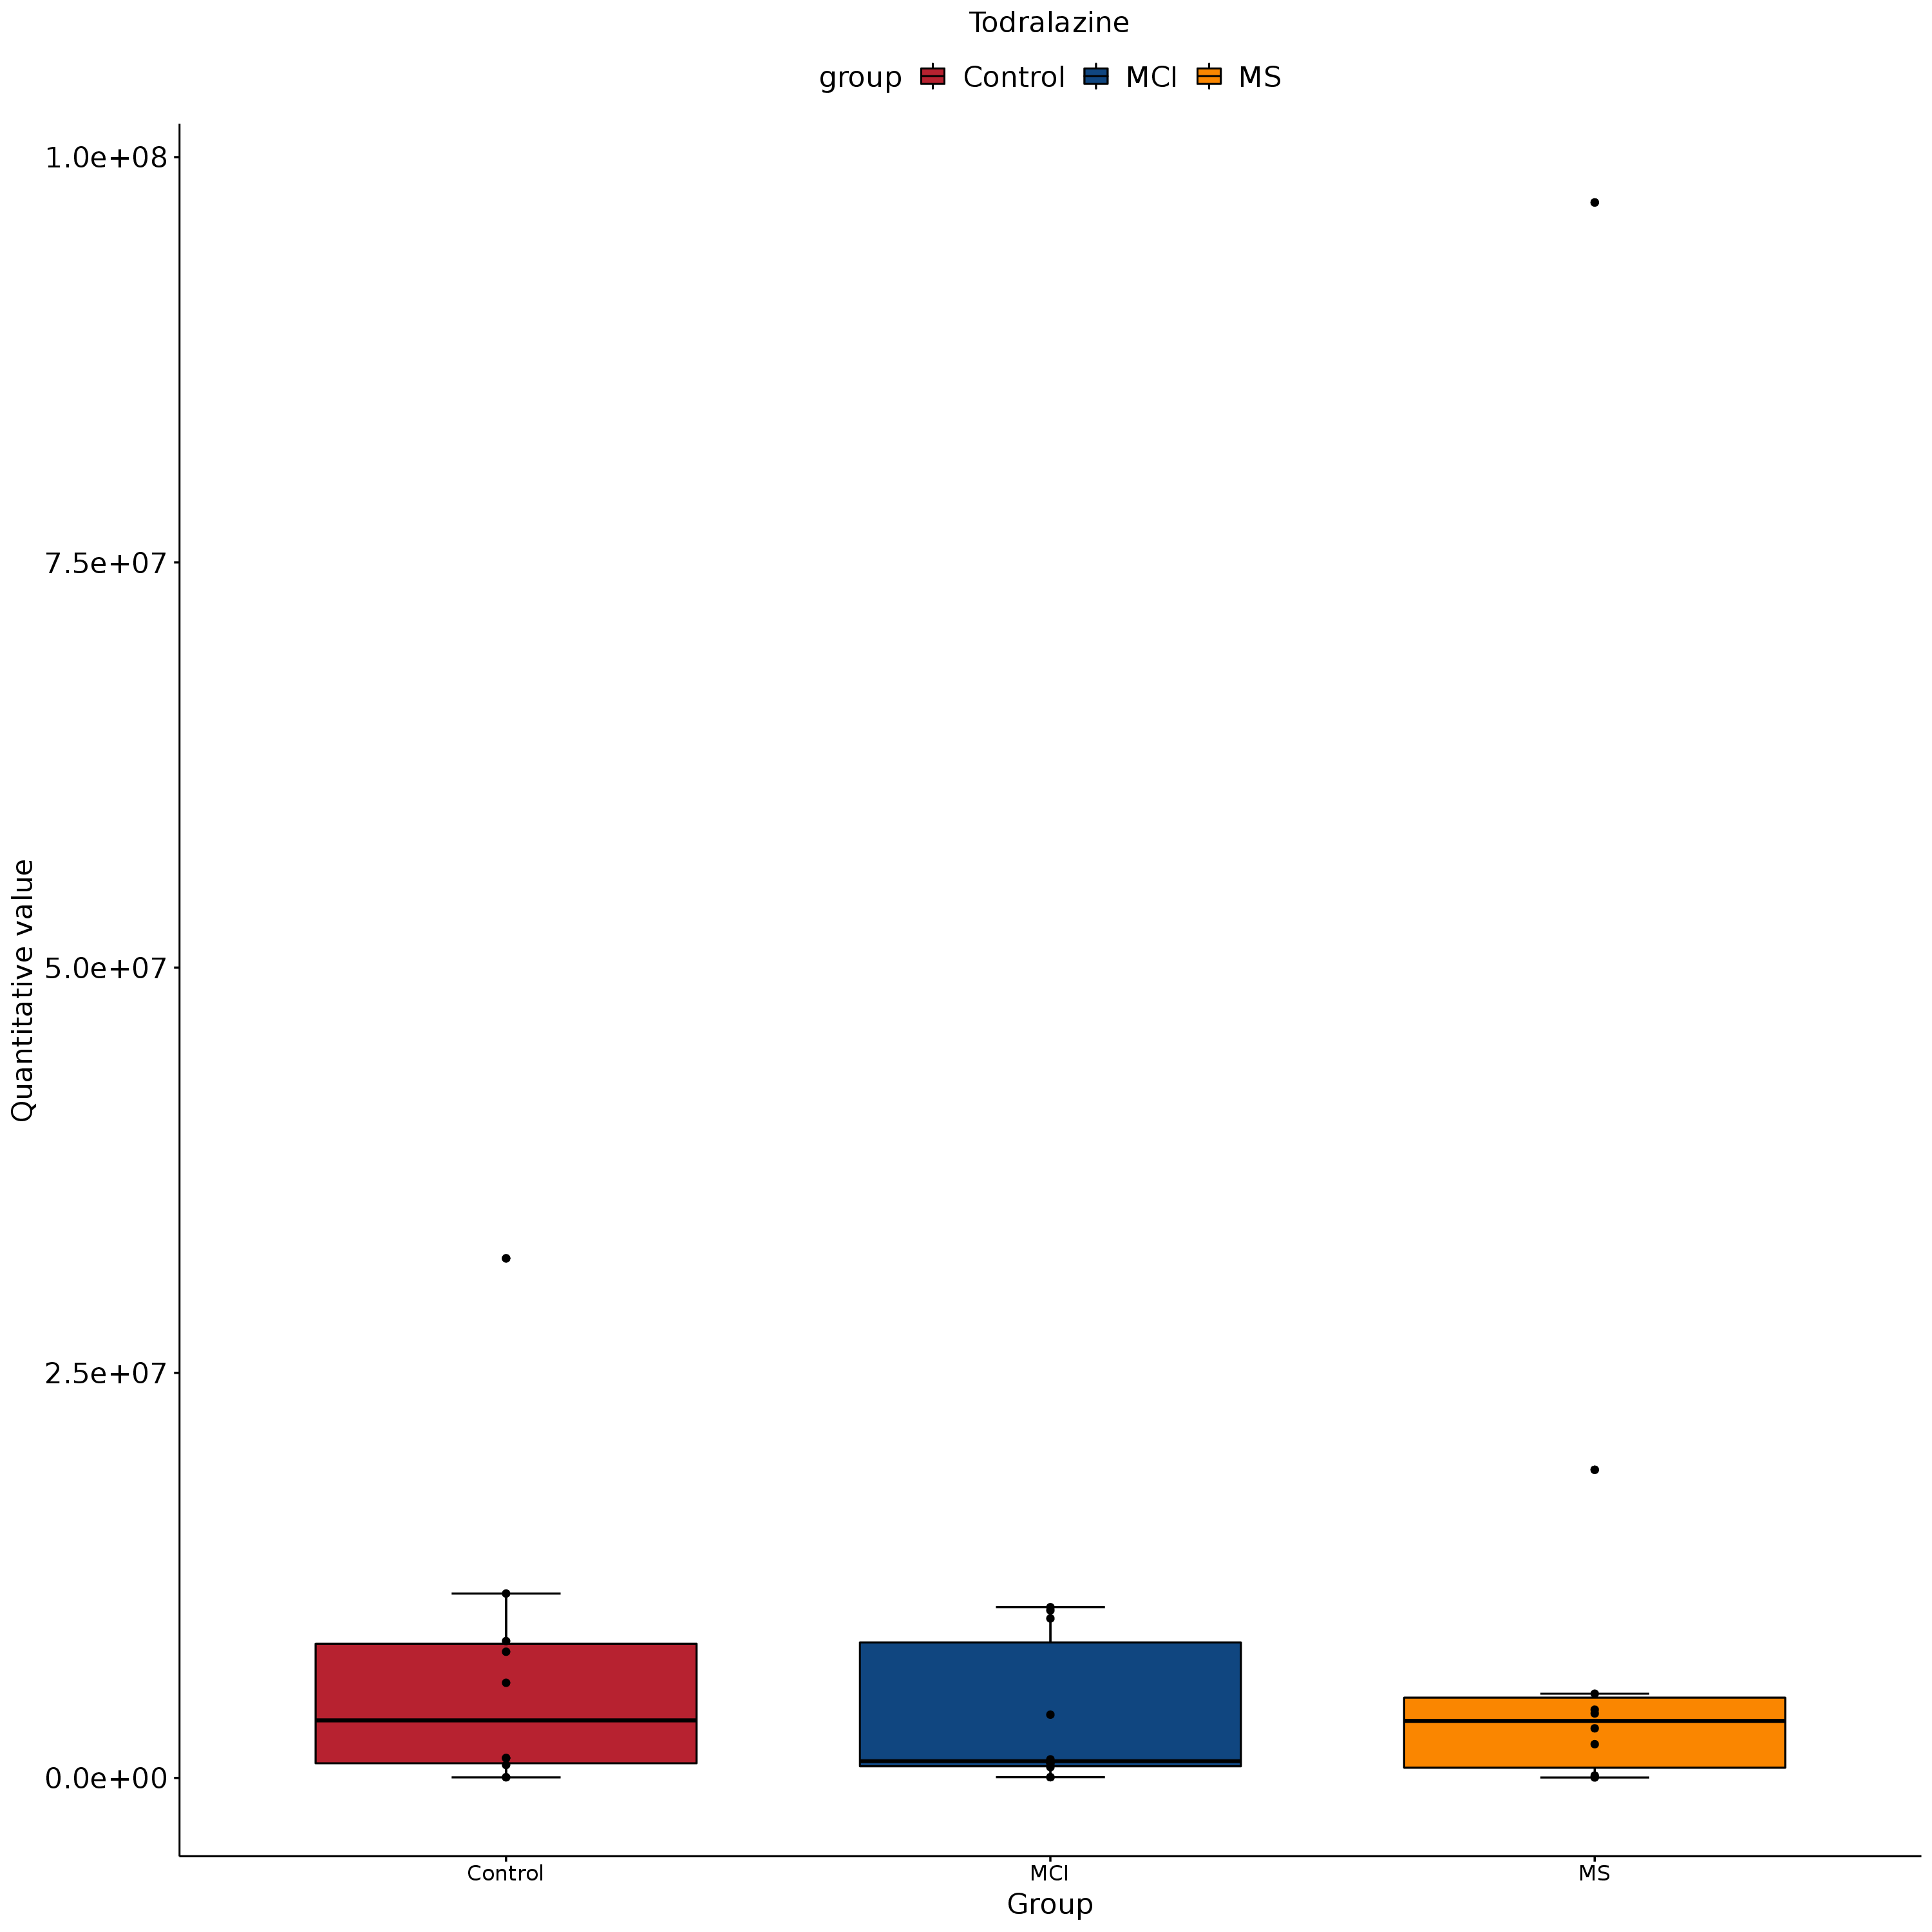 Todralazine
group Control MCI MS
1.0e+08
7.5e+07
5.0e+07
2.5e+07
0.0e+00
Quantitative value
Control MCI MS
Group